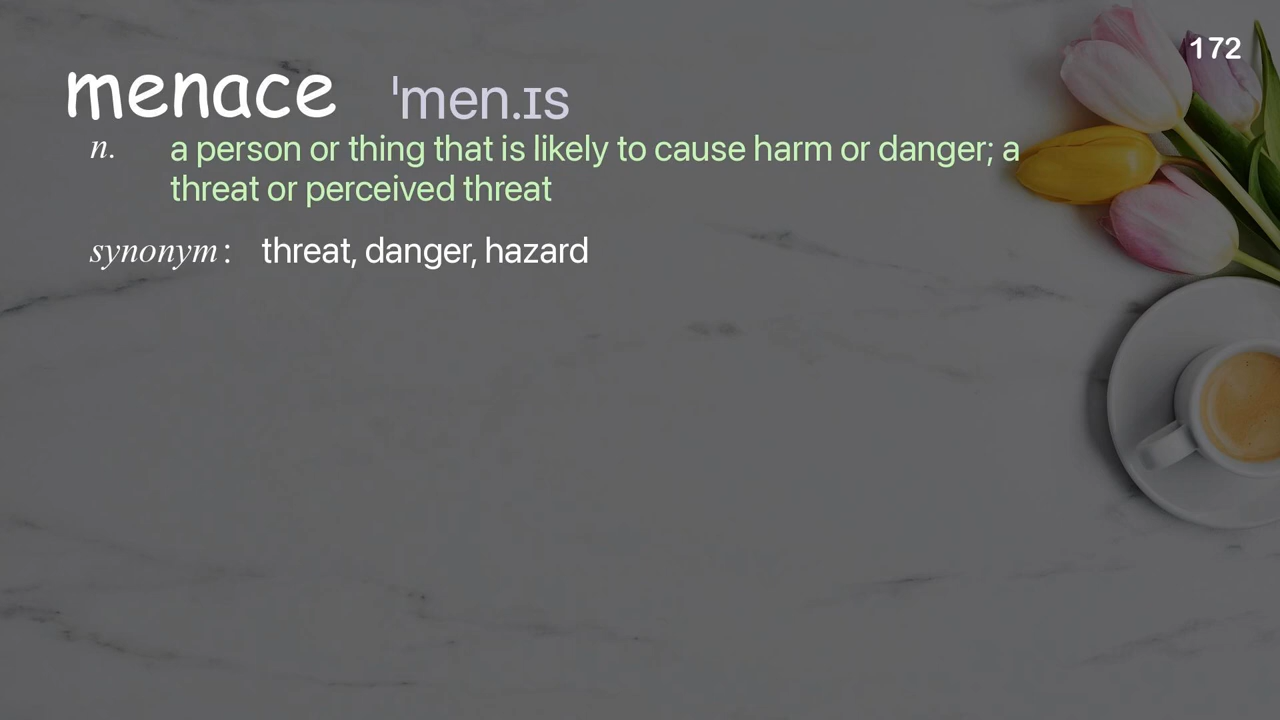 172
menace ˈmen.ɪs
n. a person or thing that is likely to cause harm or danger; a
threat or perceived threat
synonym: threat, danger, hazard